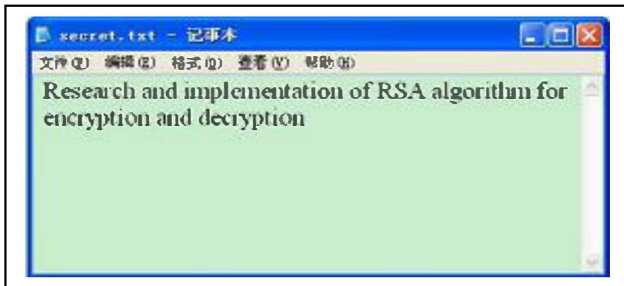 secret.txt - 记事本
文件(F) 编辑(E) 格式(O) 查看(V) 帮助(H)
Research and implementation of RSA algorithm for
encryption and decryption